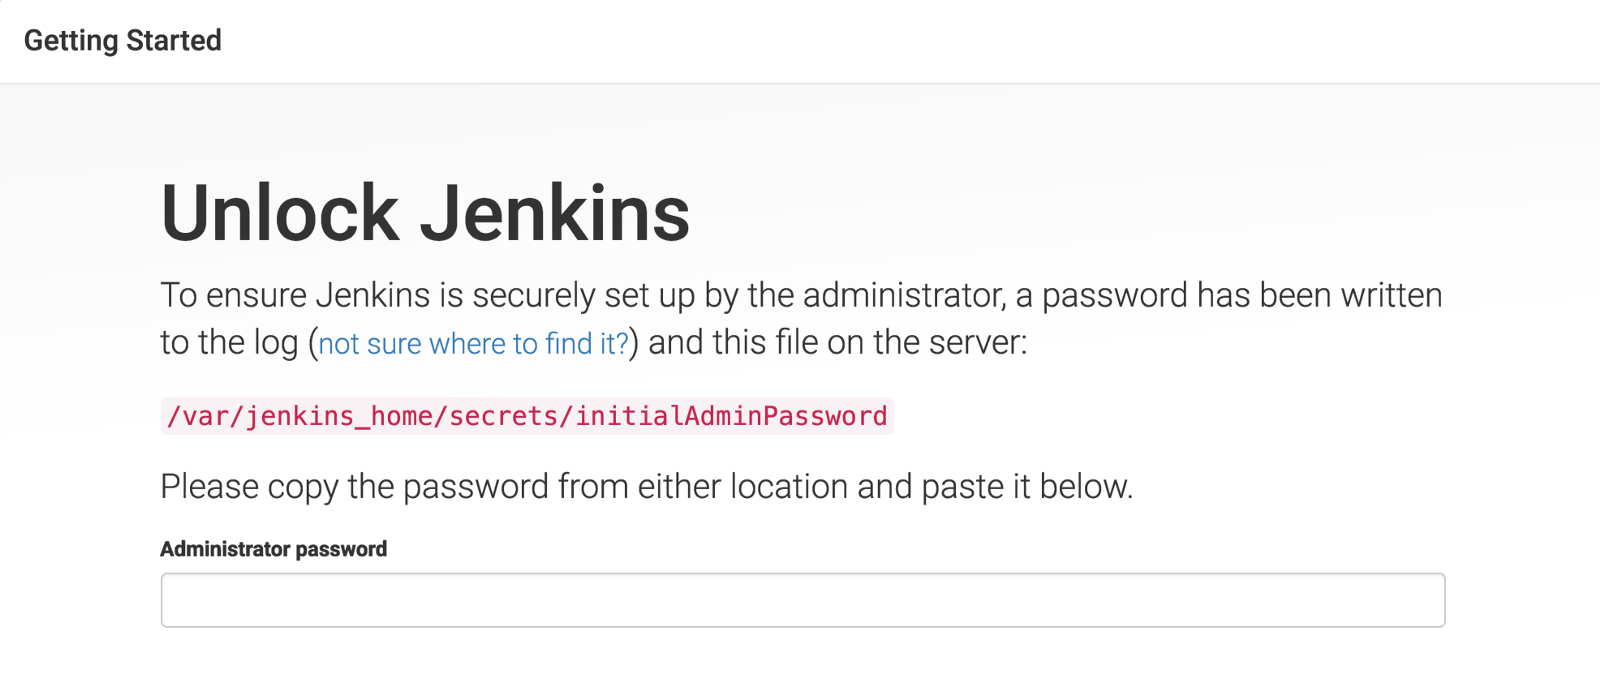 Getting Started
Unlock Jenkins
To ensure Jenkins is securely set up by the administrator, a password has been written
to the log (not sure where to find it?) and this file on the server:
/var/jenkins_home/secrets/initialAdminPassword
Please copy the password from either location and paste it below.
Administrator password